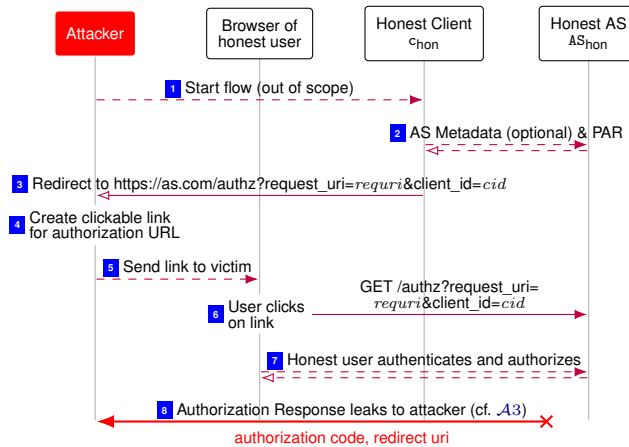 Attacker
Browser of
honest user
Honest Client
c_hon
Honest AS
AS_hon
1 Start flow (out of scope)
2 AS Metadata (optional) & PAR
3 Redirect to https://as.com/authz?request_uri=requri&client_id=cid
4 Create clickable link
for authorization URL
5 Send link to victim
GET /authz?request_uri=
requri&client_id=cid
6 User clicks
on link
7 Honest user authenticates and authorizes
8 Authorization Response leaks to attacker (cf. A3)
authorization code, redirect uri